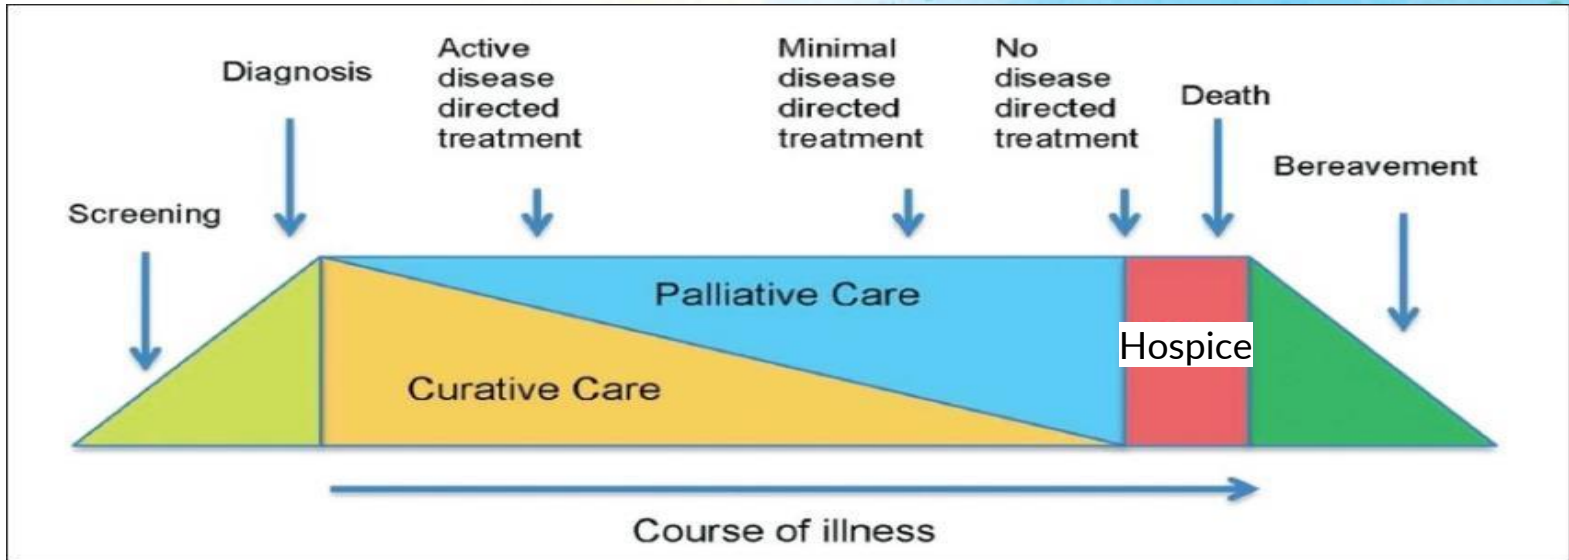 Screening
Diagnosis
Active
disease
directed
treatment
Minimal
disease
directed
treatment
No
disease
directed
treatment
Death
Bereavement
Palliative Care
Curative Care
Hospice
Course of illness